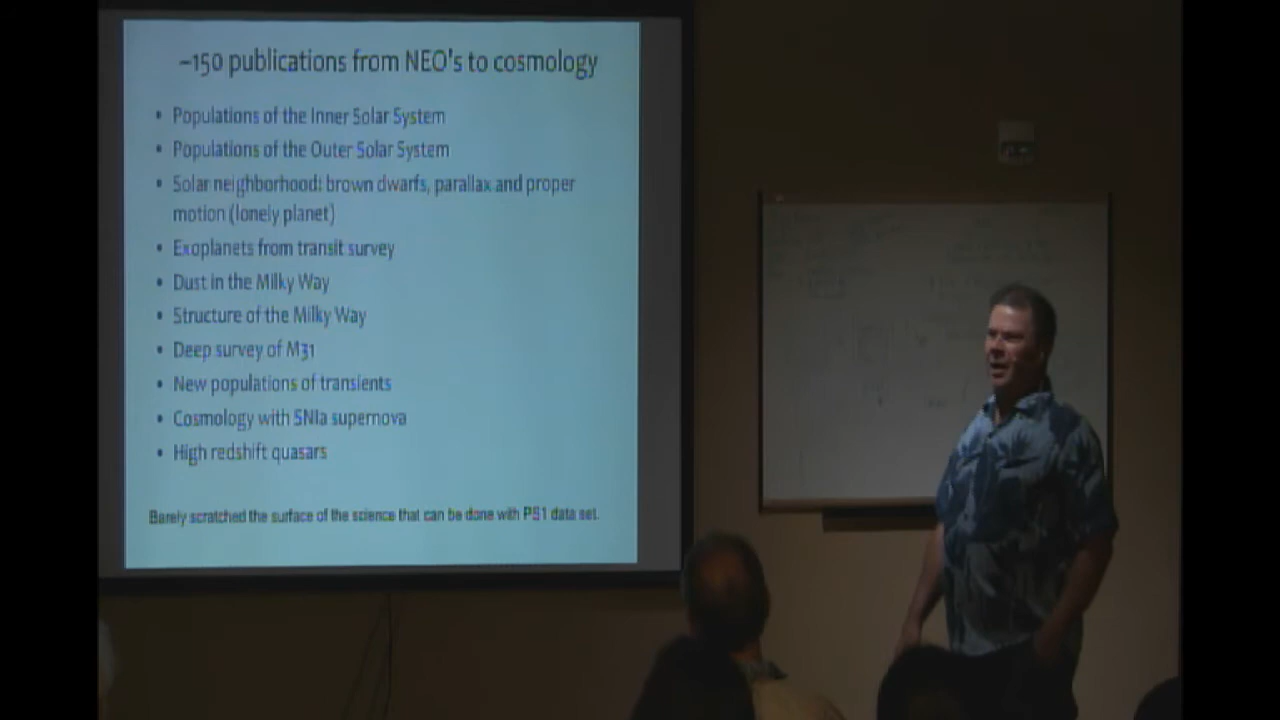 ~150 publications from NEO's to cosmology
• Populations of the Inner Solar System
• Populations of the Outer Solar System
• Solar neighborhood: brown dwarfs, parallax and proper
motion (lonely planet)
• Exoplanets from transit survey
• Dust in the Milky Way
• Structure of the Milky Way
• Deep survey of M31
• New populations of transients
• Cosmology with SNIa supernova
• High redshift quasars
Barely scratched the surface of the science that can be done with PS1 data set.